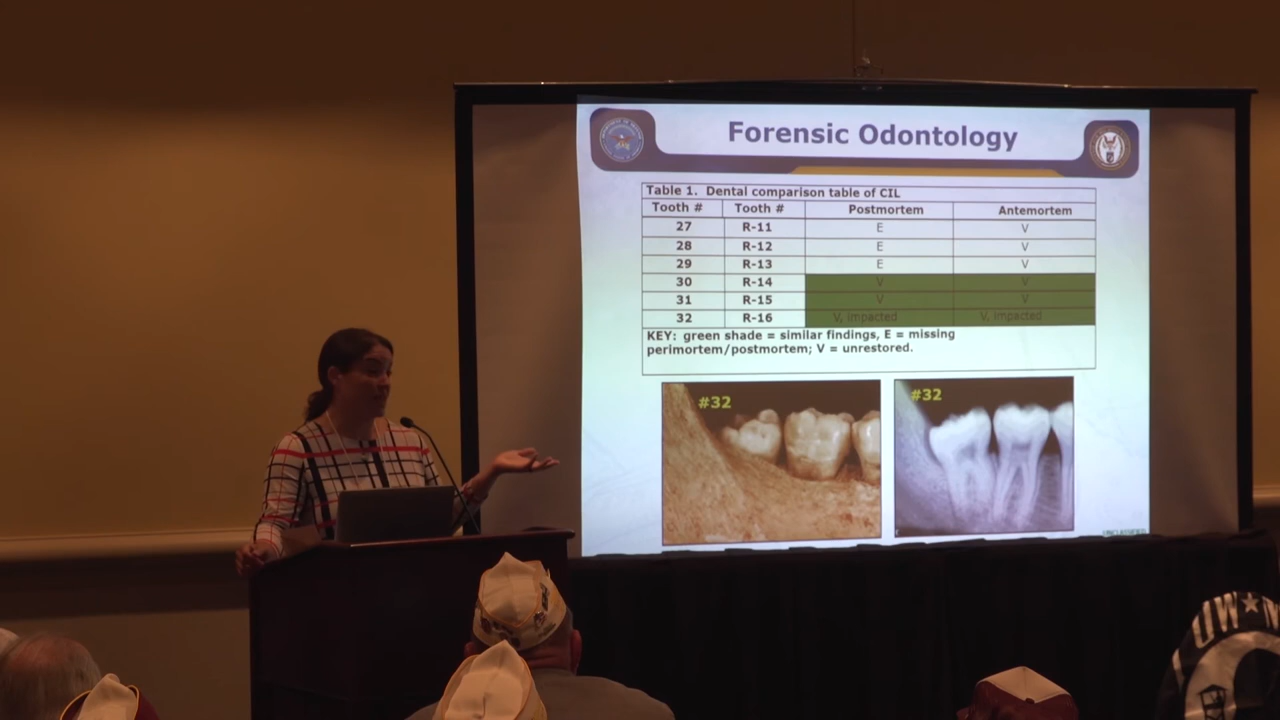 Forensic Odontology
Table 1. Dental comparison table of CIL
Tooth # Tooth # Postmortem Antemortem
27 R-11 E V
28 R-12 E V
29 R-13 E V
30 R-14 V V
31 R-15 V V
32 R-16 V, impacted V, impacted
KEY: green shade = similar findings, E = missing
perimortem/postmortem; V = unrestored.
#32 #32
UNCLASSIFIED